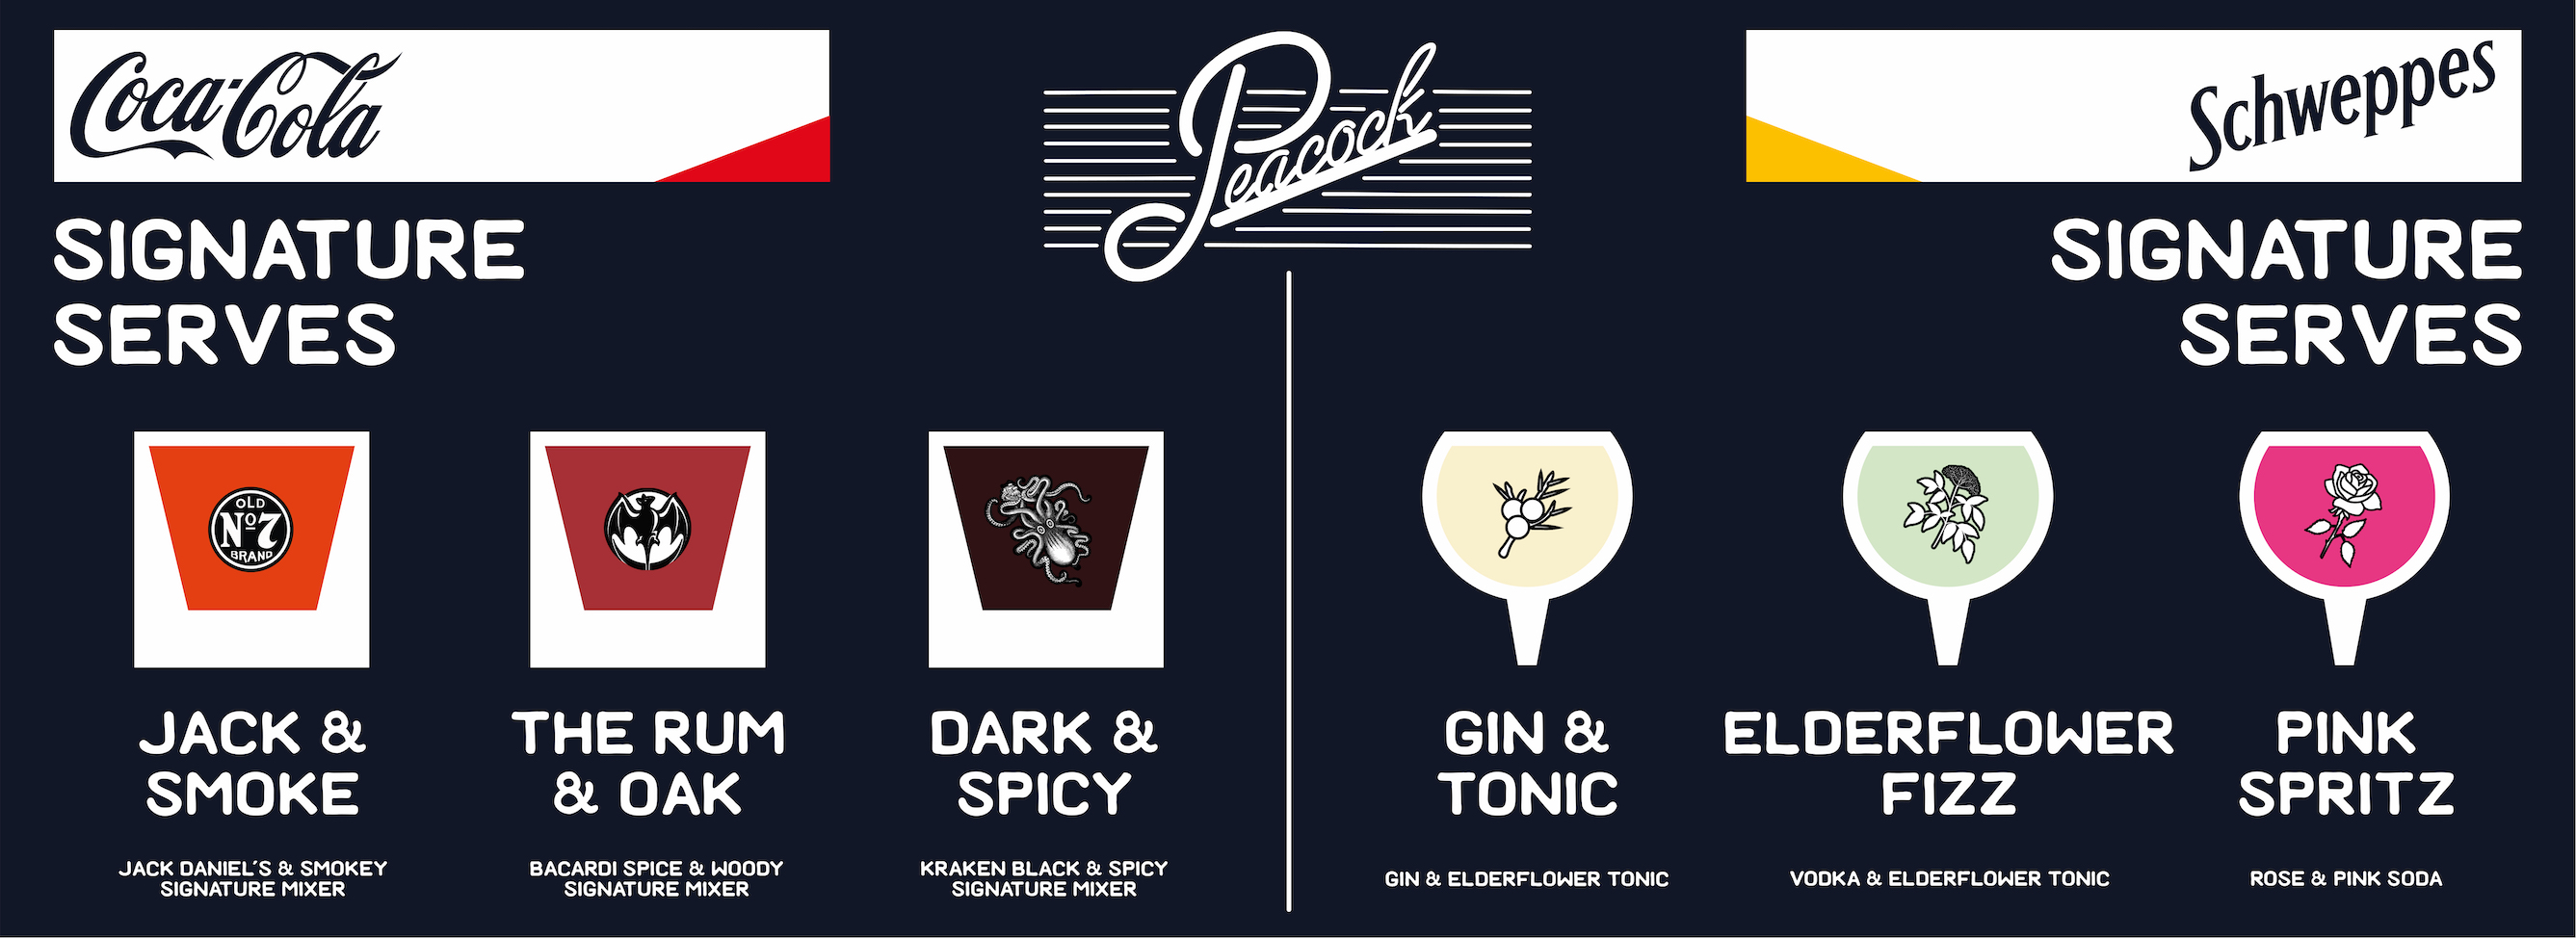 Coca-Cola
SIGNATURE
SERVES
OLD
Nº7
BRAND
JACK &
SMOKE
JACK DANIEL'S & SMOKEY
SIGNATURE MIXER
THE RUM
& OAK
BACARDI SPICE & WOODY
SIGNATURE MIXER
DARK &
SPICY
KRAKEN BLACK & SPICY
SIGNATURE MIXER
Peacock
Schweppes
SIGNATURE
SERVES
GIN &
TONIC
GIN & ELDERFLOWER TONIC
ELDERFLOWER
FIZZ
VODKA & ELDERFLOWER TONIC
PINK
SPRITZ
ROSE & PINK SODA